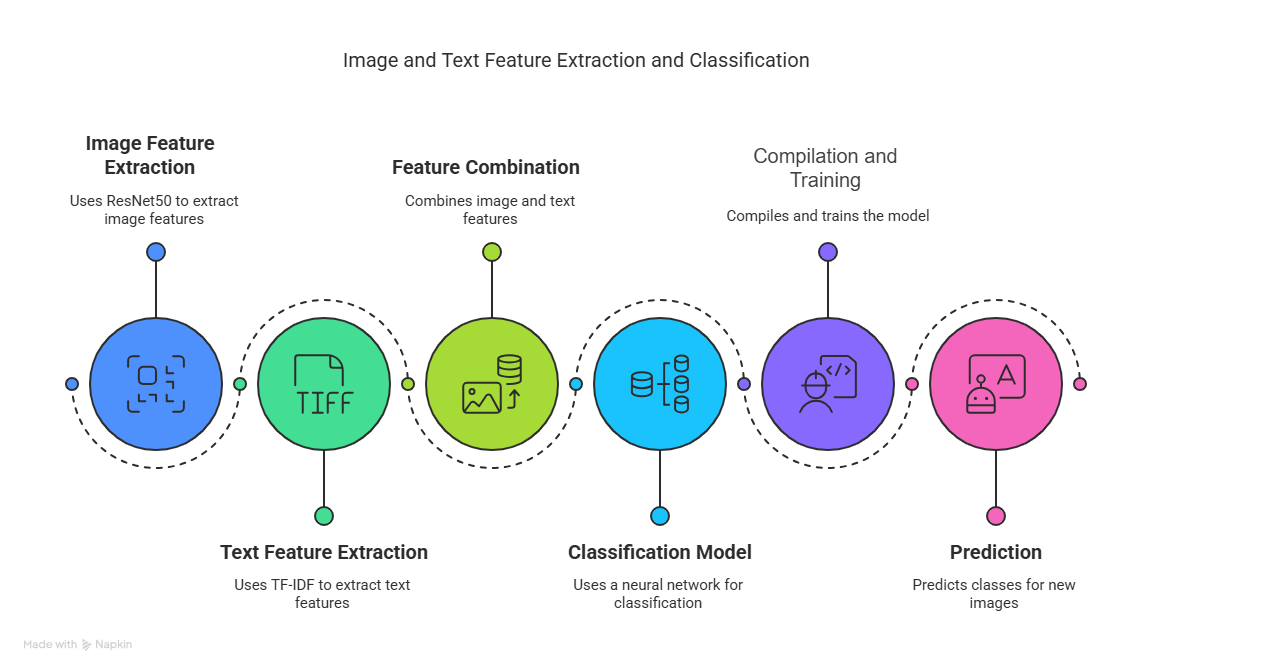 Image and Text Feature Extraction and Classification
Image Feature
Extraction
Uses ResNet50 to extract
image features
Feature Combination
Combines image and text
features
Compilation and
Training
Compiles and trains the model
TIFF
</>
A
Text Feature Extraction
Uses TF-IDF to extract text
features
Classification Model
Uses a neural network for
classification
Prediction
Predicts classes for new
images
Made with Napkin